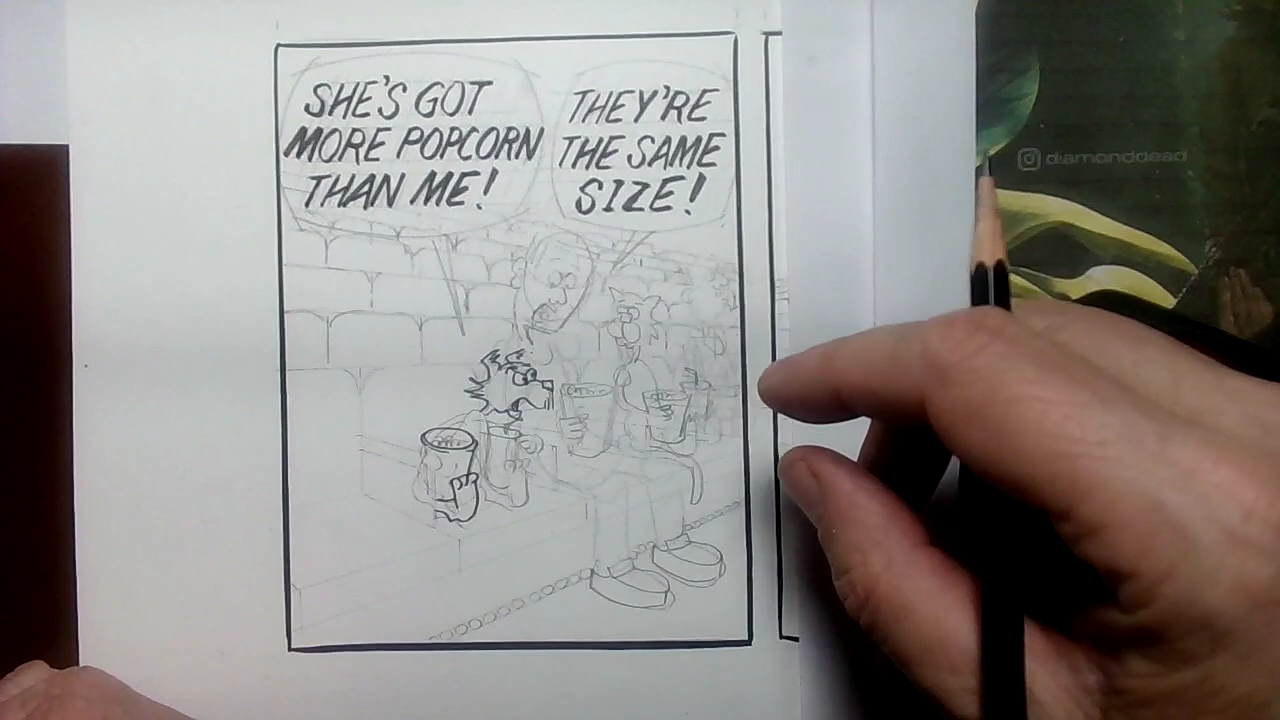 SHE'S GOT
MORE POPCORN
THAN ME!
THEY'RE
THE SAME
SIZE!
diamonddead